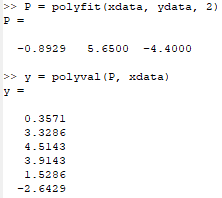 >> P = polyfit(xdata, ydata, 2)
P =
-0.8929 5.6500 -4.4000
>> y = polyval(P, xdata)
y =
0.3571
3.3286
4.5143
3.9143
1.5286
-2.6429